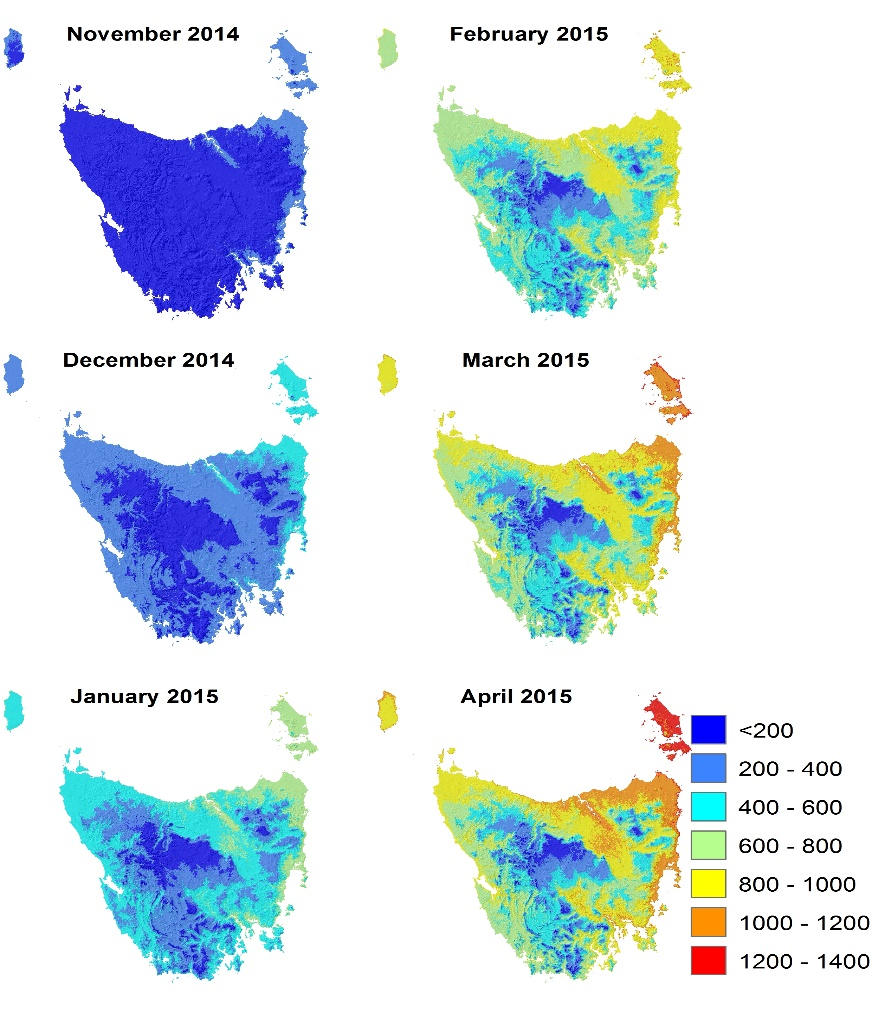 November 2014
February 2015
December 2014
March 2015
January 2015
April 2015
<200
200 - 400
400 - 600
600 - 800
800 - 1000
1000 - 1200
1200 - 1400